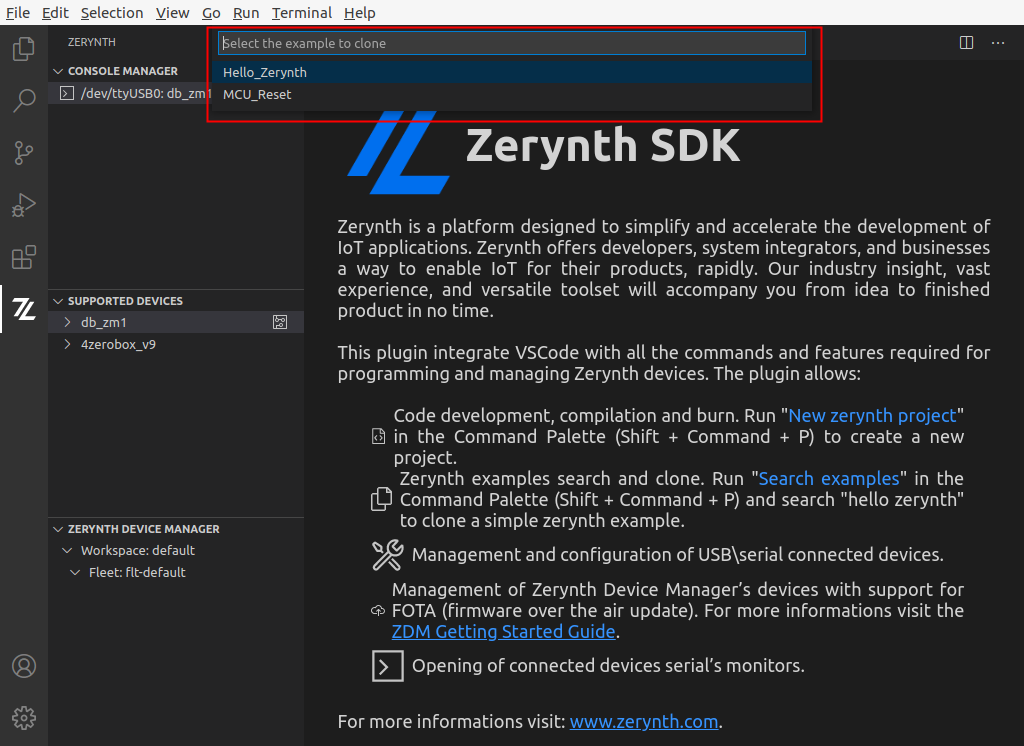 File Edit Selection View Go Run Terminal Help
ZERYNTH
Select the example to clone
Hello_Zerynth
MCU_Reset
CONSOLE MANAGER
/dev/ttyUSB0: db_zm1
SUPPORTED DEVICES
db_zm1
4zerobox_v9
ZERYNTH DEVICE MANAGER
Workspace: default
Fleet: flt-default
Zerynth SDK
Zerynth is a platform designed to simplify and accelerate the development of
IoT applications. Zerynth offers developers, system integrators, and businesses
a way to enable IoT for their products, rapidly. Our industry insight, vast
experience, and versatile toolset will accompany you from idea to finished
product in no time.
This plugin integrate VSCode with all the commands and features required for
programming and managing Zerynth devices. The plugin allows:
Code development, compilation and burn. Run "New zerynth project"
in the Command Palette (Shift + Command + P) to create a new
project.
Zerynth examples search and clone. Run "Search examples" in the
Command Palette (Shift + Command + P) and search "hello zerynth"
to clone a simple zerynth example.
Management and configuration of USB\serial connected devices.
Management of Zerynth Device Manager’s devices with support for
FOTA (firmware over the air update). For more informations visit the
ZDM Getting Started Guide.
Opening of connected devices serial’s monitors.
For more informations visit: www.zerynth.com.